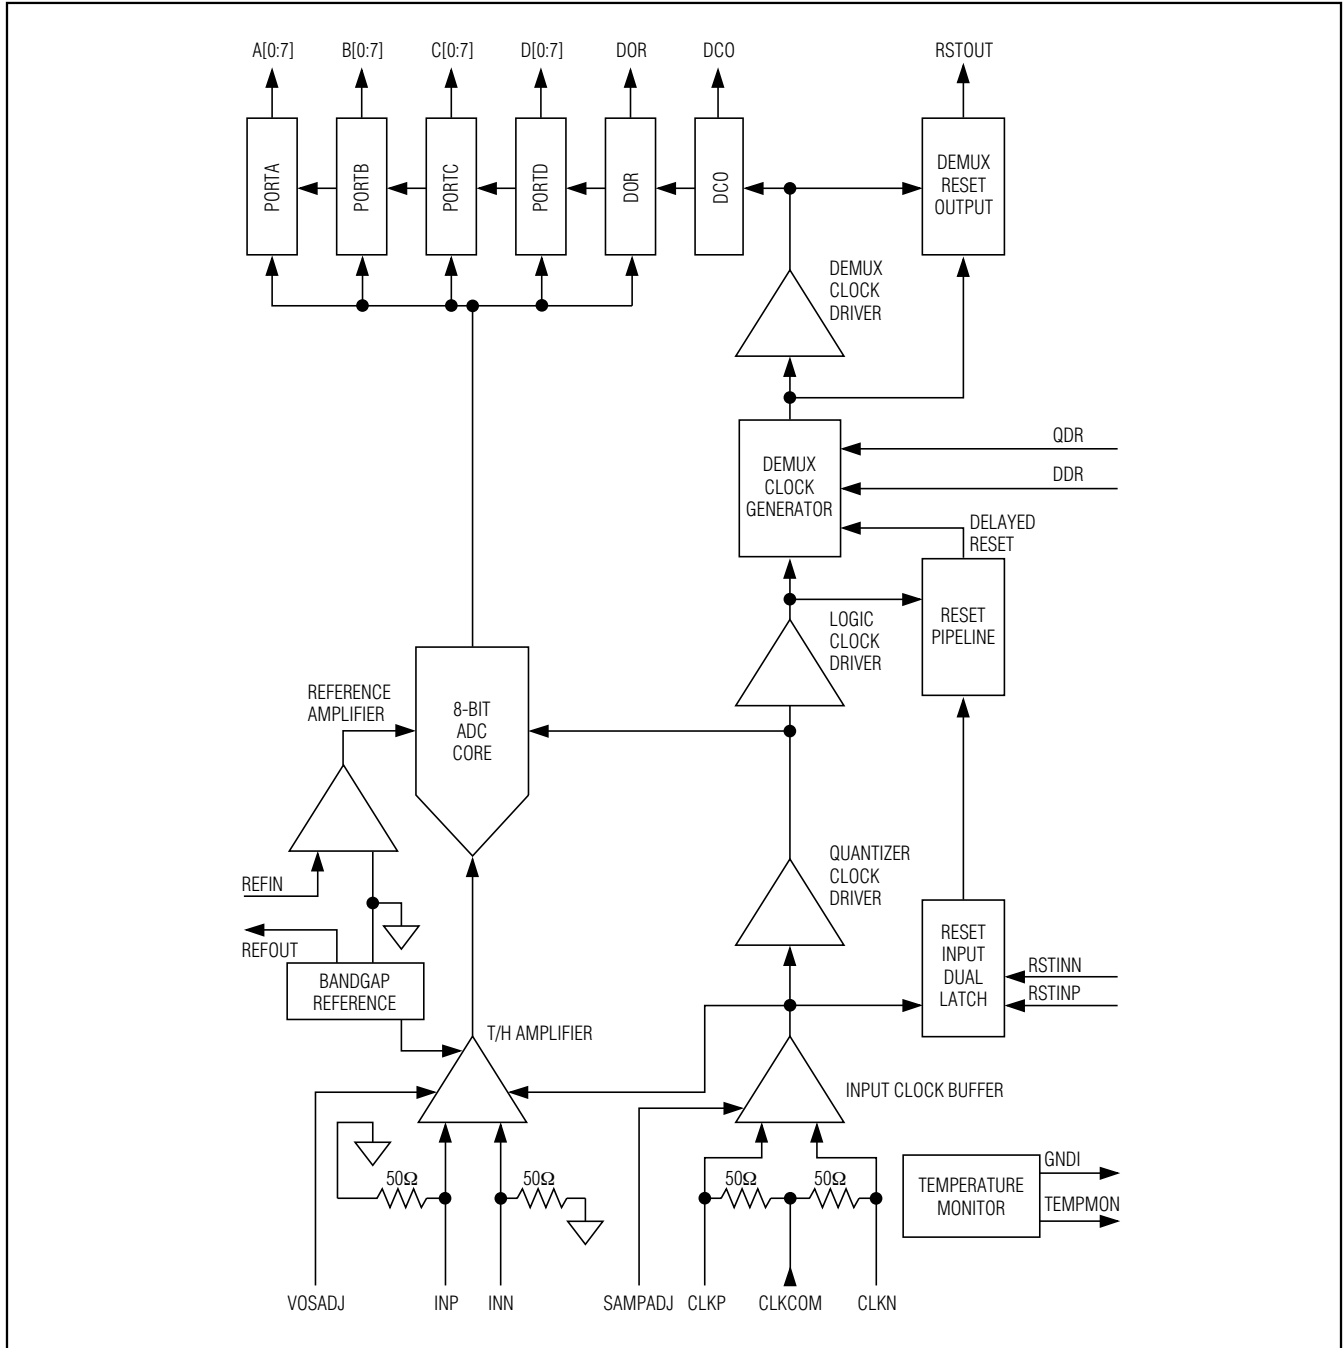 A[0:7] B[0:7] C[0:7] D[0:7] DOR DCO RSTOUT
PORTA PORTB PORTC PORTD DOR DCO
DEMUX
RESET
OUTPUT
DEMUX
CLOCK
DRIVER
QDR
DEMUX
CLOCK
GENERATOR
DDR
DELAYED
RESET
LOGIC
CLOCK
DRIVER
RESET
PIPELINE
REFERENCE
AMPLIFIER
8-BIT
ADC
CORE
QUANTIZER
CLOCK
DRIVER
REFIN
REFOUT
BANDGAP
REFERENCE
RESET
INPUT
DUAL
LATCH
RSTINN
RSTINP
T/H AMPLIFIER
INPUT CLOCK BUFFER
50Ω 50Ω 50Ω 50Ω
TEMPERATURE
MONITOR
GNDI
TEMPMON
VOSADJ INP INN SAMPADJ CLKP CLKCOM CLKN